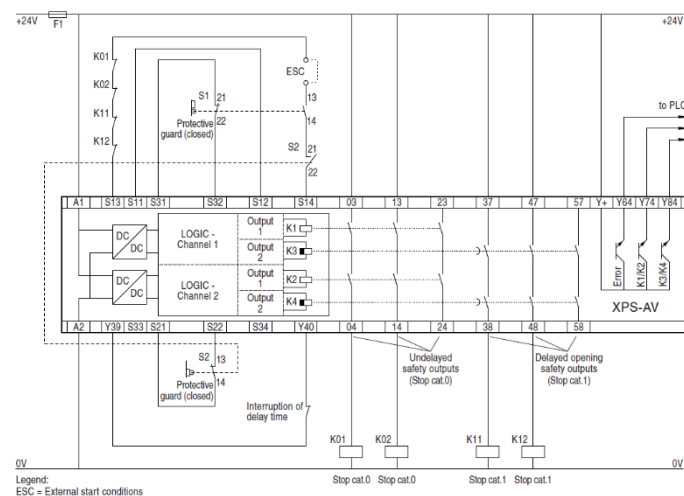 +24V
F1
+24V
K01
K02
K11
K12
ESC
S1 21
22
Protective
guard (closed)
13
14
S2 21
22
to PLC
A1 S13 S11 S31 S32 S12 S14 03 13 23 37 47 57 Y+ Y64 Y74 Y84
DC
DC
LOGIC -
Channel 1
Output
1
K1
Output
2
K3
DC
DC
LOGIC -
Channel 2
Output
1
K2
Output
2
K4
Error
K1/K2
K3/K4
XPS-AV
A2 Y39 S33 S21 S22 S34 Y40 04 14 24 38 48 58
S2 13
14
Protective
guard (closed)
Interruption of
delay time
Undelayed
safety outputs
(Stop cat.0)
Delayed opening
safety outputs
(Stop cat.1)
K01 K02 K11 K12
0V
0V
Stop cat.0 Stop cat.0 Stop cat.1 Stop cat.1
Legend:
ESC = External start conditions